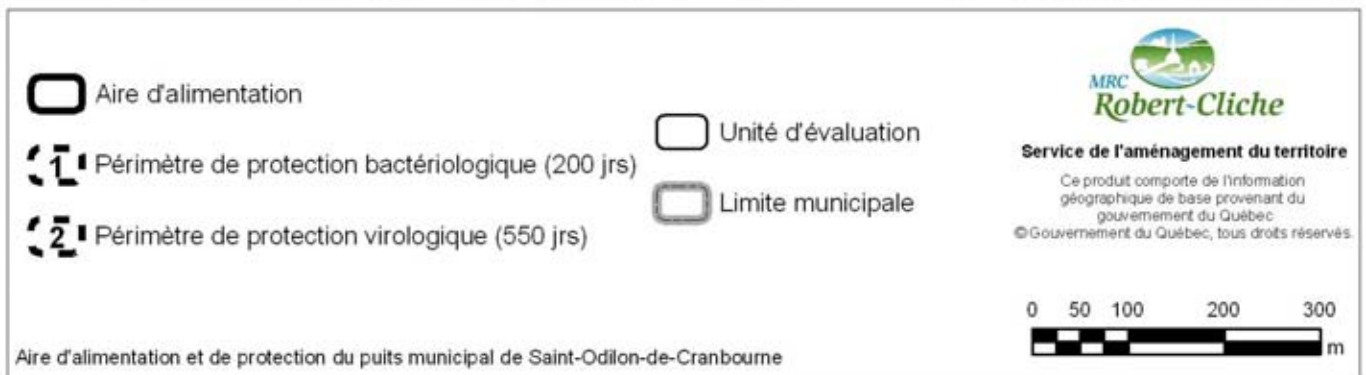 Aire d'alimentation
1 Périmètre de protection bactériologique (200 jrs)
2 Périmètre de protection virologique (550 jrs)
Unité d'évaluation
Limite municipale
MRC
Robert-Cliche
Service de l'aménagement du territoire
Ce produit comporte de l'information
géographique de base provenant du
gouvernement du Québec
©Gouvernement du Québec, tous droits réservés.
0 50 100 200 300
m
Aire d'alimentation et de protection du puits municipal de Saint-Odilon-de-Cranbourne